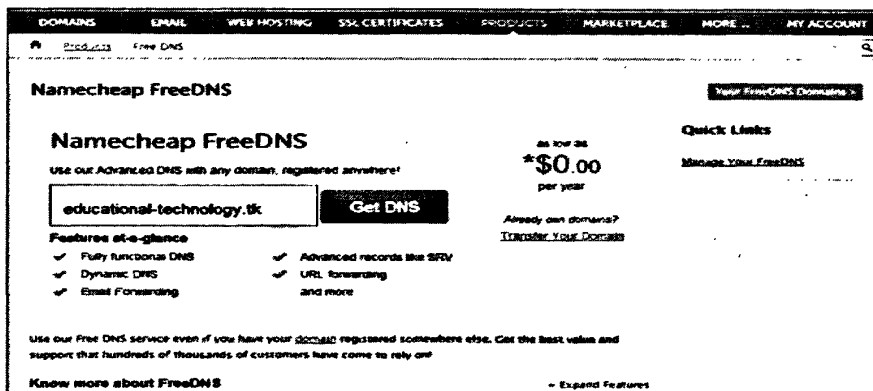 DOMAINS EMAIL WEB HOSTING SSL CERTIFICATES PRODUCTS MARKETPLACE MORE ... MY ACCOUNT
Products Free DNS
Namecheap FreeDNS
Your FreeDNS Domains »
Namecheap FreeDNS
Use our Advanced DNS with any domain, registered anywhere!
educational-technology.tk Get DNS
Features at-a-glance
Fully functional DNS
Dynamic DNS
Email Forwarding
Advanced records like SRV
URL forwarding
and more
as low as
*$0.00
per year
Already own domains?
Transfer Your Domain
Quick Links
Manage Your FreeDNS
Use our Free DNS service even if you have your domain registered somewhere else. Get the best value and
support that hundreds of thousands of customers have come to rely on!
Know more about FreeDNS
Expand Features